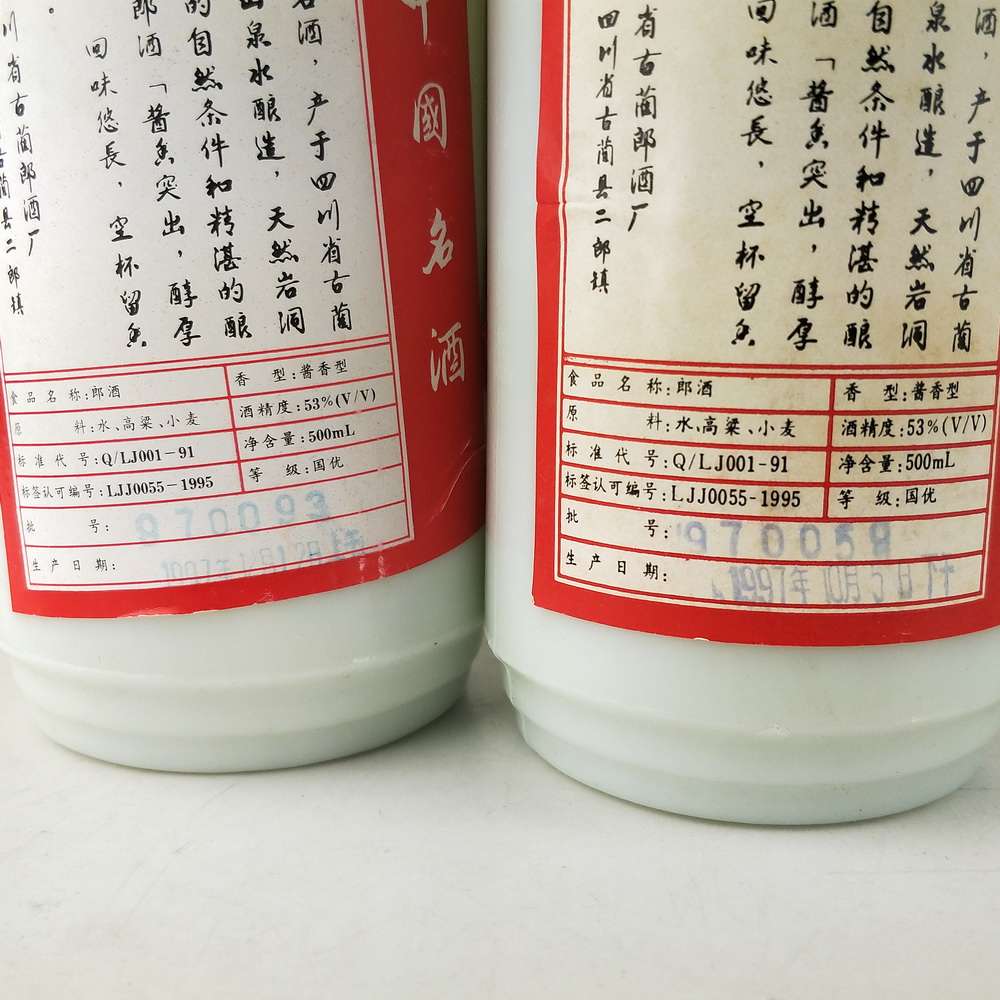 中國名酒
名酒，产于四川省古蔺
泉水酿造，天然岩洞
的自然条件和精湛的酿
郎酒「酱香突出，醇厚
回味悠長，空杯留香
川省古蔺郎酒厂
古蔺县二郎镇
食品名称:郎酒 香型:酱香型
原料:水、高粱、小麦 酒精度:53%(V/V)
标准代号:Q/LJ001-91 净含量:500mL
标签认可编号:LJJ0055-1995 等级:国优
批号: 970093
生产日期: 1997年
酒，产于四川省古蔺
泉水酿造，天然岩洞
自然条件和精湛的酿
酒「酱香突出，醇厚
回味悠長，空杯留香
省古蔺郎酒厂
四川省古蔺县二郎镇
食品名称:郎酒 香型:酱香型
原料:水、高粱、小麦 酒精度:53%(V/V)
标准代号:Q/LJ001-91 净含量:500mL
标签认可编号:LJJ0055-1995 等级:国优
批号: 970059
生产日期: 1997年10月5日